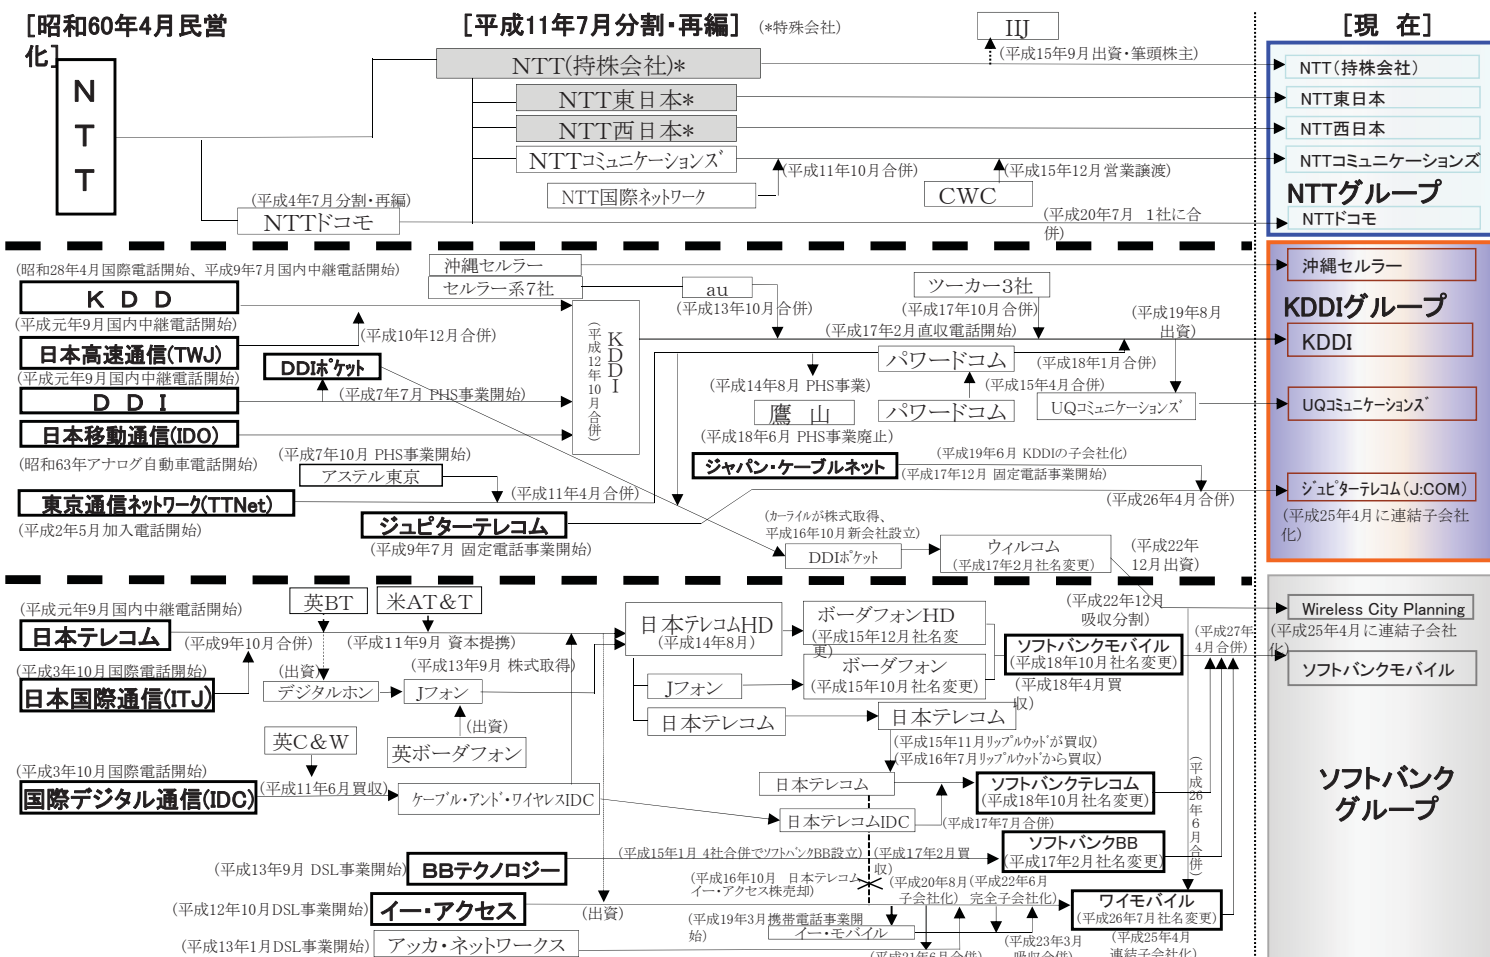 [昭和60年4月民営
化]
[平成11年7月分割・再編]
(*特殊会社)
[現 在]
N
T
T
IIJ
(平成15年9月出資・筆頭株主)
NTT(持株会社)*
NTT東日本*
NTT西日本*
NTTコミュニケーションズ
(平成11年10月合併)
(平成15年12月営業譲渡)
NTT国際ネットワーク
CWC
(平成4年7月分割・再編)
NTTドコモ
(平成20年7月 1社に合
併)
NTT(持株会社)
NTT東日本
NTT西日本
NTTコミュニケーションズ
NTTグループ
NTTドコモ
(昭和28年4月国際電話開始、平成9年7月国内中継電話開始)
KDD
(平成元年9月国内中継電話開始)
(平成10年12月合併)
日本高速通信(TWJ)
(平成元年9月国内中継電話開始)
DDIポケット
(平成7年7月 PHS事業開始)
DDI
日本移動通信(IDO)
(昭和63年アナログ自動車電話開始)
(平成7年10月 PHS事業開始)
アステル東京
(平成11年4月合併)
東京通信ネットワーク(TTNet)
(平成2年5月加入電話開始)
ジュピターテレコム
(平成9年7月 固定電話事業開始)
沖縄セルラー
セルラー系7社
au
(平成13年10月合併)
ツーカー3社
(平成17年10月合併)
(平成17年2月直収電話開始)
(平成19年8月
出資)
KDDI
(平成12年10月合併)
パワードコム
(平成18年1月合併)
(平成14年8月 PHS事業)
(平成15年4月合併)
鷹 山
パワードコム
UQコミュニケーションズ
(平成18年6月 PHS事業廃止)
ジャパン・ケーブルネット
(平成19年6月 KDDIの子会社化)
(平成17年12月 固定電話事業開始)
(平成26年4月合併)
(カーライルが株式取得、
平成16年10月新会社設立)
DDIポケット
ウィルコム
(平成17年2月社名変更)
(平成22年
12月出資)
沖縄セルラー
KDDIグループ
KDDI
UQコミュニケーションズ
ジュピターテレコム(J:COM)
(平成25年4月に連結子会社
化)
(平成元年9月国内中継電話開始)
英BT
米AT&T
日本テレコム
(平成9年10月合併)
(平成11年9月 資本提携)
(平成3年10月国際電話開始)
(出資)
(平成13年9月 株式取得)
日本国際通信(ITJ)
デジタルホン
Jフォン
(出資)
英C&W
英ボーダフォン
(平成3年10月国際電話開始)
国際デジタル通信(IDC)
(平成11年6月買収)
ケーブル・アンド・ワイヤレスIDC
日本テレコムHD
(平成14年8月)
ボーダフォンHD
(平成15年12月社名変
更)
ボーダフォン
(平成15年10月社名変更)
Jフォン
日本テレコム
日本テレコム
(平成22年12月
吸収分割)
ソフトバンクモバイル
(平成18年10月社名変更)
(平成18年4月買
収)
(平成27年
4月合併)
(平成15年11月リップルウッドが買収)
(平成16年7月リップルウッドから買収)
日本テレコム
ソフトバンクテレコム
(平成18年10月社名変更)
日本テレコムIDC
(平成17年7月合併)
(平成26年6月合併)
(平成13年9月 DSL事業開始)
BBテクノロジー
(平成15年1月 4社合併でソフトバンクBB設立)
(平成17年2月買
収)
ソフトバンクBB
(平成17年2月社名変更)
(平成16年10月 日本テレコム
イー・アクセス株売却)
(平成20年8月
子会社化)
(平成22年6月
完全子会社化)
(平成12年10月DSL事業開始)
イー・アクセス
(出資)
ワイモバイル
(平成26年7月社名変更)
(平成19年3月携帯電話事業開
始)
イー・モバイル
(平成13年1月DSL事業開始)
アッカ・ネットワークス
(平成21年6月合併)
(平成23年3月
吸収合併)
(平成25年4月
連結子会社化)
Wireless City Planning
(平成25年4月に連結子会社
化)
ソフトバンクモバイル
ソフトバンク
グループ